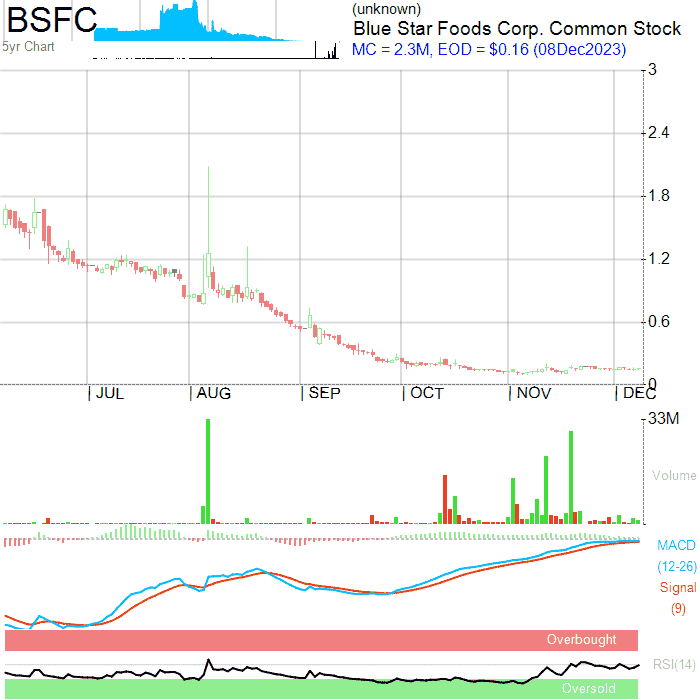 BSFC
5yr Chart
(unknown)
Blue Star Foods Corp. Common Stock
MC = 2.3M, EOD = $0.16 (08Dec2023)
3
2.4
1.8
1.2
0.6
0
JUL
AUG
SEP
OCT
NOV
DEC
33M
Volume
MACD
(12-26)
Signal
(9)
Overbought
RSI(14)
Oversold